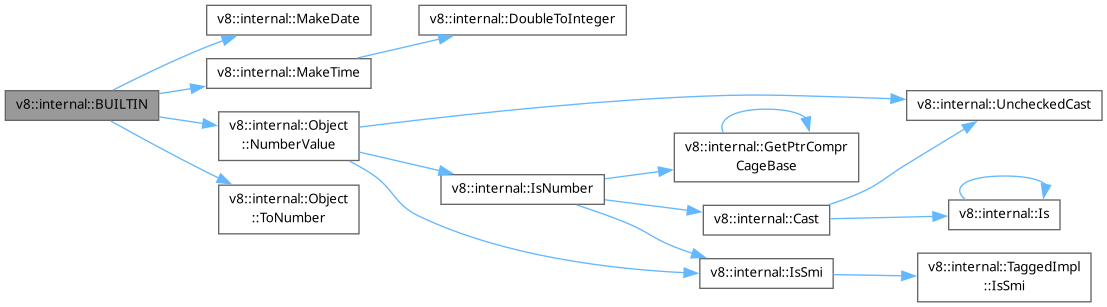 v8::internal::MakeDate
v8::internal::DoubleToInteger
v8::internal::MakeTime
v8::internal::BUILTIN
v8::internal::UncheckedCast
v8::internal::Object
::NumberValue
v8::internal::GetPtrCompr
CageBase
v8::internal::IsNumber
v8::internal::Object
::ToNumber
v8::internal::Cast
v8::internal::Is
v8::internal::IsSmi
v8::internal::TaggedImpl
::IsSmi